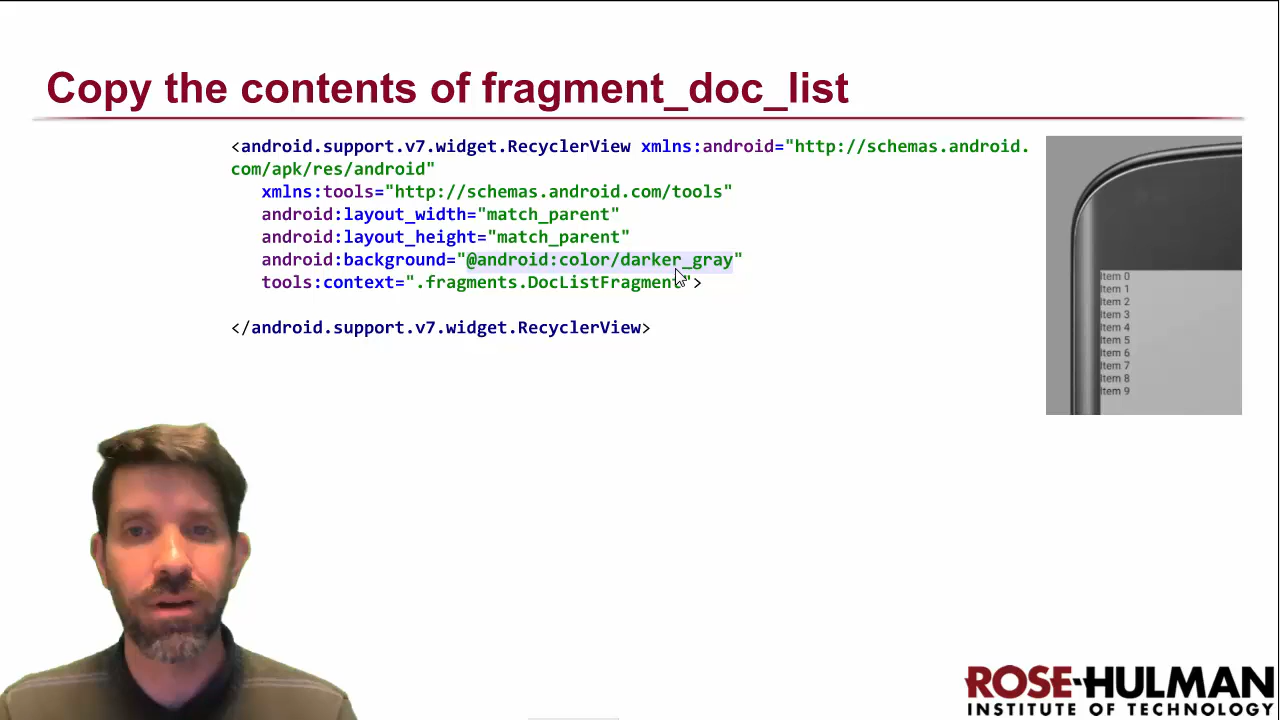 Copy the contents of fragment_doc_list
<android.support.v7.widget.RecyclerView xmlns:android="http://schemas.android.
com/apk/res/android"
xmlns:tools="http://schemas.android.com/tools"
android:layout_width="match_parent"
android:layout_height="match_parent"
android:background="@android:color/darker_gray"
tools:context=".fragments.DocListFragment">
</android.support.v7.widget.RecyclerView>
Item 0
Item 1
Item 2
Item 3
Item 4
Item 5
Item 6
Item 7
Item 8
Item 9
ROSE-HULMAN
INSTITUTE OF TECHNOLOGY